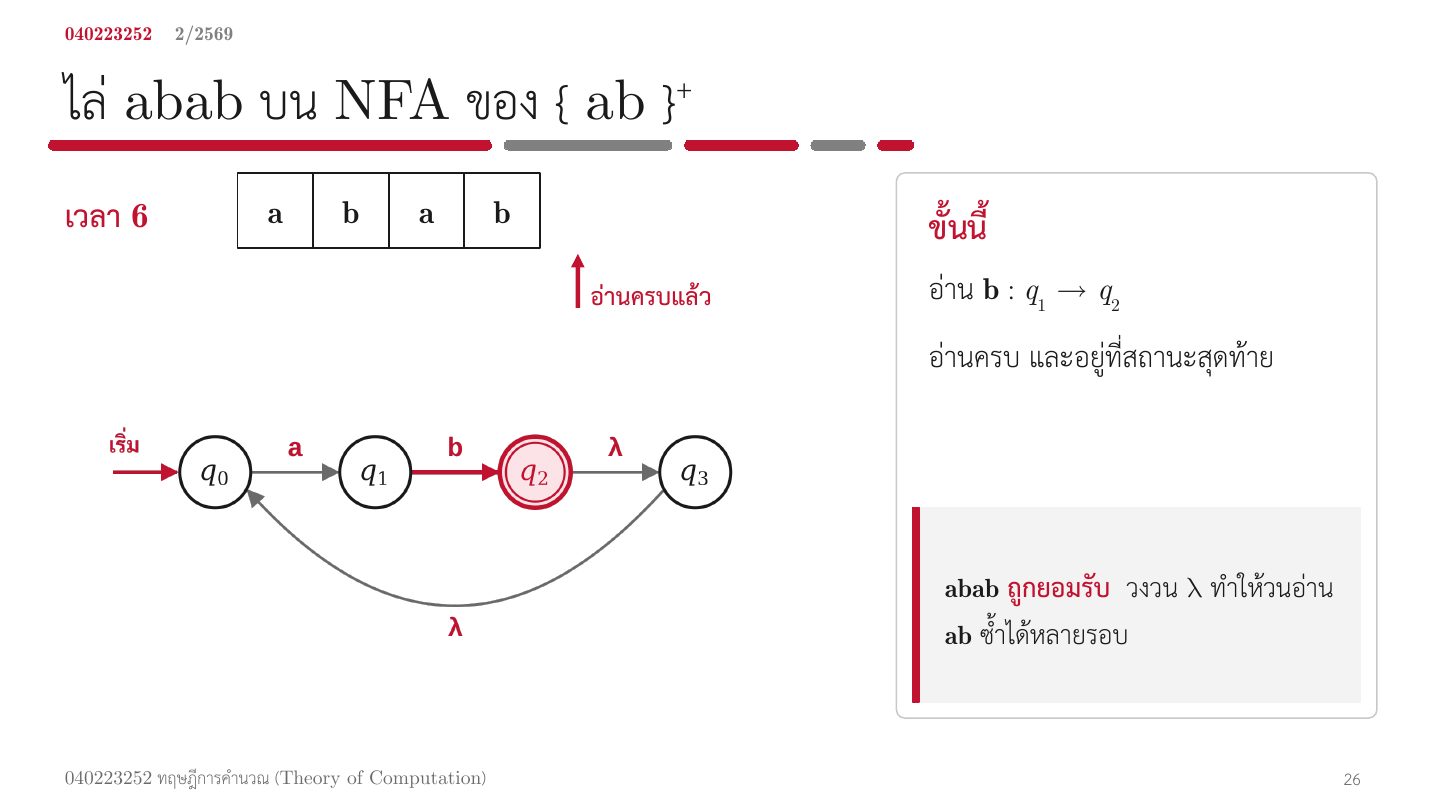 040223252 2/2569
ไล่ abab บน NFA ของ { ab }⁺
เวลา 6
a b a b
อ่านครบแล้ว
เริ่ม
a
b
λ
q₀
q₁
q₂
q₃
λ
ขั้นนี้
อ่าน b : q₁ → q₂
อ่านครบ และอยู่ที่สถานะสุดท้าย
abab ถูกยอมรับ วงวน λ ทำให้วนอ่าน
ab ซ้ำได้หลายรอบ
040223252 ทฤษฎีการคำนวณ (Theory of Computation)
26